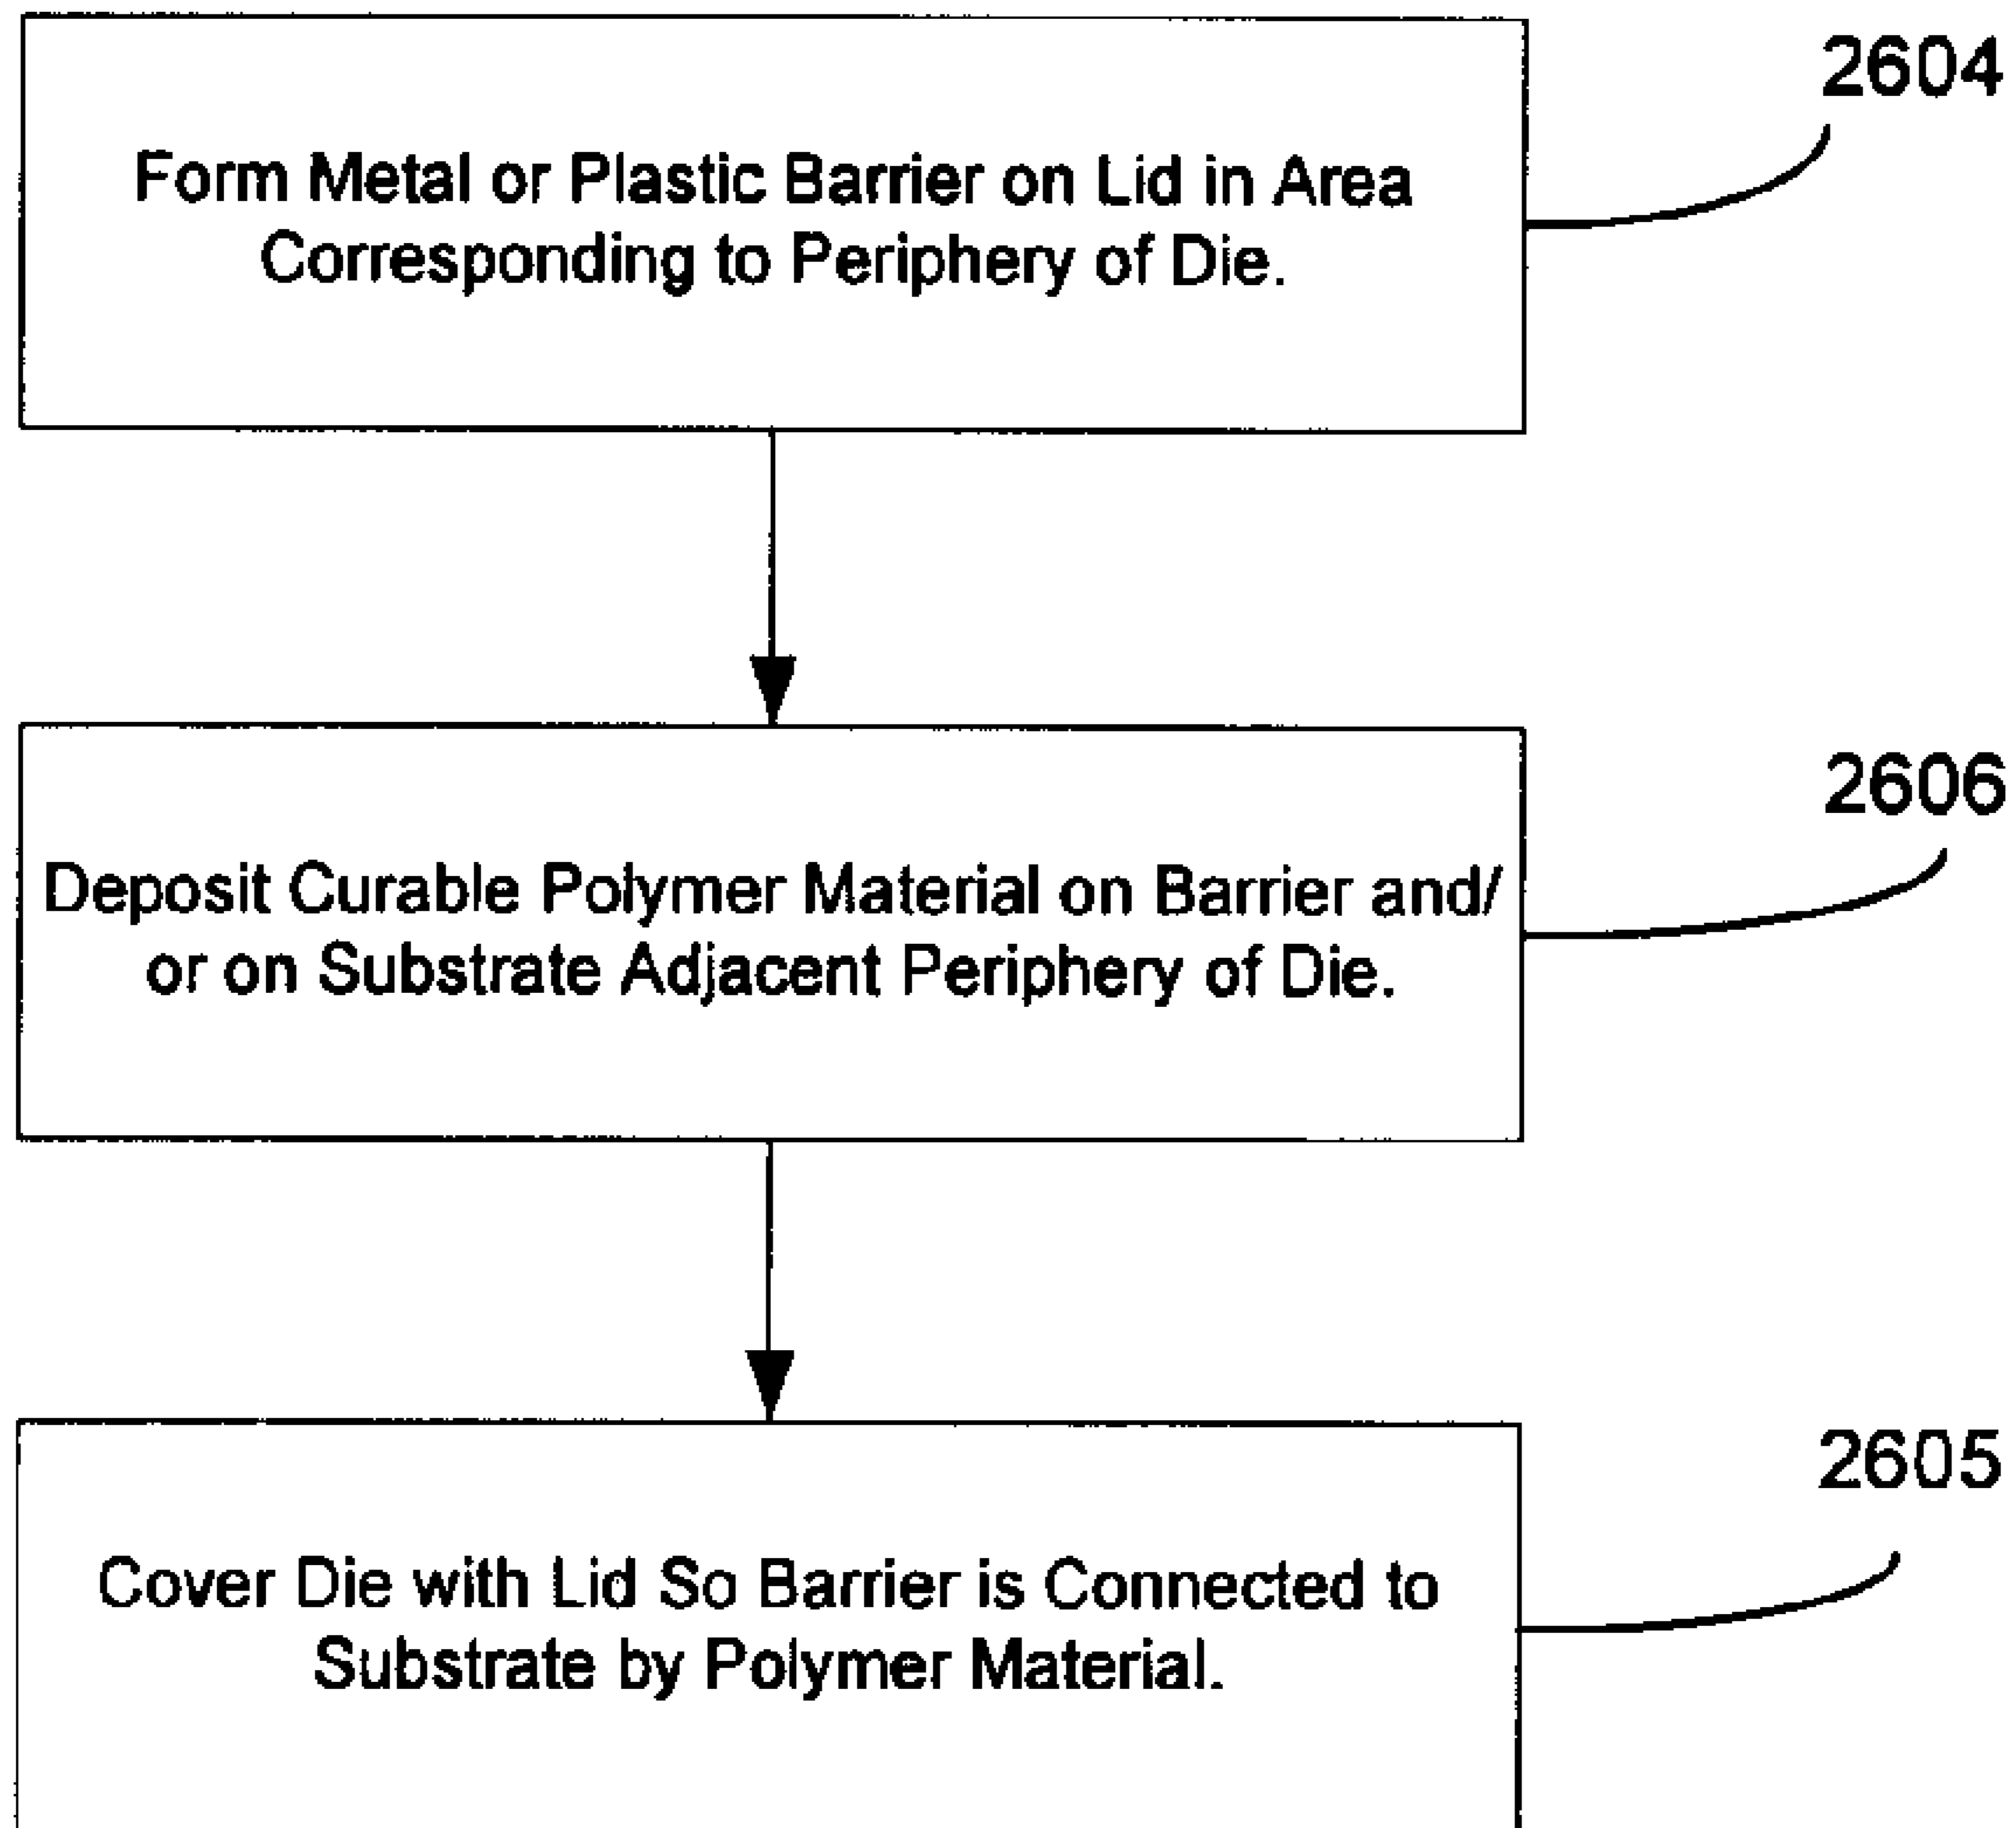 2604
Form Metal or Plastic Barrier on Lid in Area
Corresponding to Periphery of Die.
2606
Deposit Curable Polymer Material on Barrier and/
or on Substrate Adjacent Periphery of Die.
2605
Cover Die with Lid So Barrier is Connected to
Substrate by Polymer Material.